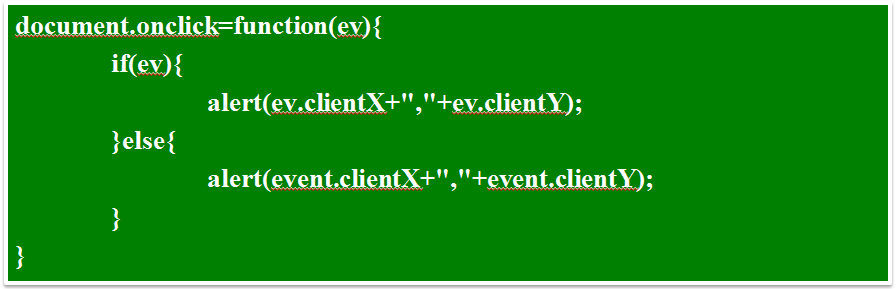 document.onclick=function(ev){
if(ev){
alert(ev.clientX+","+ev.clientY);
}else{
alert(event.clientX+","+event.clientY);
}
}